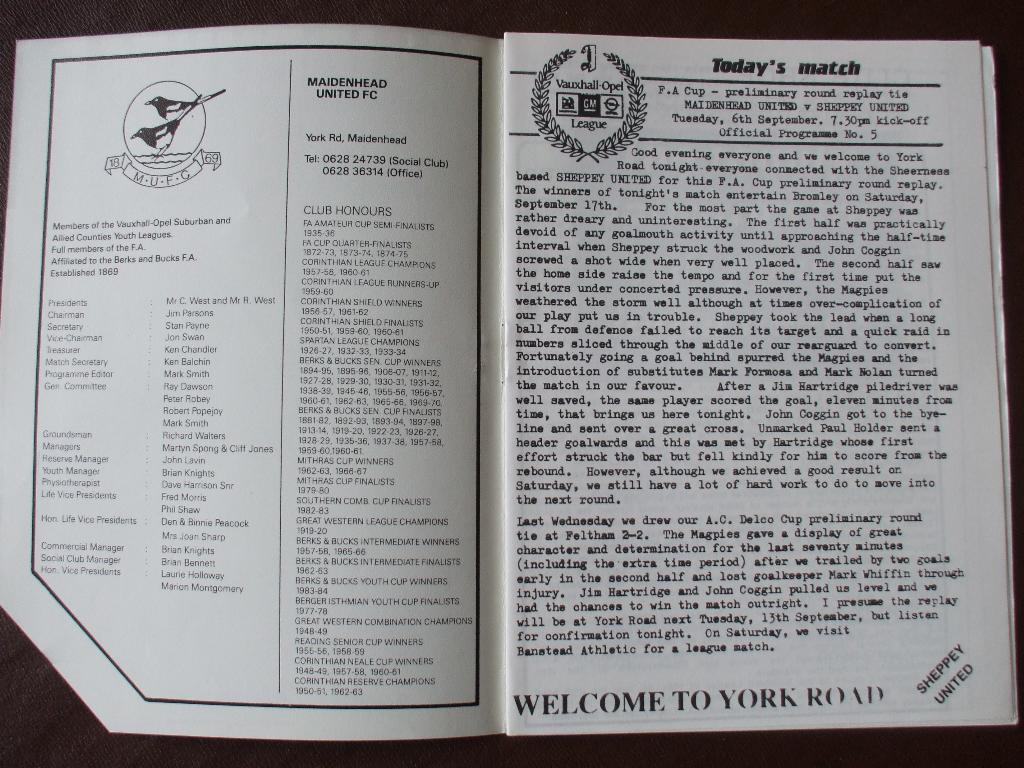 18 69
M·U·F·C
Members of the Vauxhall-Opel Suburban and
Allied Counties Youth Leagues.
Full members of the F.A.
Affiliated to the Berks and Bucks F.A.
Established 1869
Presidents : Mr C. West and Mr R. West
Chairman : Jim Parsons
Secretary : Stan Payne
Vice-Chairman : Jon Swan
Treasurer : Ken Chandler
Match Secretary : Ken Balchin
Programme Editor : Mark Smith
Gen. Committee : Ray Dawson
Peter Robey
Robert Popejoy
Mark Smith
Groundsman : Richard Walters
Managers : Martyn Spong & Cliff Jones
Reserve Manager : John Lavin
Youth Manager : Brian Knights
Physiotherapist : Dave Harrison Snr
Life Vice Presidents : Fred Morris
Phil Shaw
Hon. Life Vice Presidents : Den & Binnie Peacock
Mrs Joan Sharp
Commercial Manager : Brian Knights
Social Club Manager : Brian Bennett
Hon. Vice Presidents : Laurie Holloway
Marion Montgomery
MAIDENHEAD
UNITED FC
York Rd, Maidenhead
Tel: 0628 24739 (Social Club)
0628 36314 (Office)
CLUB HONOURS
FA AMATEUR CUP SEMI-FINALISTS
1935-36
FA CUP QUARTER-FINALISTS
1872-73, 1873-74, 1874-75
CORINTHIAN LEAGUE CHAMPIONS
1957-58, 1960-61
CORINTHIAN LEAGUE RUNNERS-UP
1959-60
CORINTHIAN SHIELD WINNERS
1956-57, 1961-62
CORINTHIAN SHIELD FINALISTS
1950-51, 1959-60, 1960-61
SPARTAN LEAGUE CHAMPIONS
1926-27, 1932-33, 1933-34
BERKS & BUCKS SEN. CUP WINNERS
1894-95, 1895-96, 1906-07, 1911-12,
1927-28, 1929-30, 1930-31, 1931-32,
1938-39, 1945-46, 1955-56, 1956-57,
1960-61, 1962-63, 1965-66, 1969-70.
BERKS & BUCKS SEN. CUP FINALISTS
1881-82, 1892-93, 1893-94, 1897-98,
1913-14, 1919-20, 1922-23, 1926-27,
1928-29, 1935-36, 1937-38, 1957-58,
1959-60,1960-61.
MITHRAS CUP WINNERS
1962-63, 1966-67
MITHRAS CUP FINALISTS
1979-80
SOUTHERN COMB. CUP FINALISTS
1982-83
GREAT WESTERN LEAGUE CHAMPIONS
1919-20
BERKS & BUCKS INTERMEDIATE WINNERS
1957-58, 1965-66
BERKS & BUCKS INTERMEDIATE FINALISTS
1962-63
BERKS & BUCKS YOUTH CUP WINNERS
1983-84
BERGER ISTHMIAN YOUTH CUP FINALISTS
1977-78
GREAT WESTERN COMBINATION CHAMPIONS
1948-49
READING SENIOR CUP WINNERS
1955-56, 1958-59
CORINTHIAN NEALE CUP WINNERS
1948-49, 1957-58, 1960-61
CORINTHIAN RESERVE CHAMPIONS
1950-51, 1962-63
Vauxhall-Opel
GM
League
Today's match
F.A Cup - preliminary round replay tie
MAIDENHEAD UNITED v SHEPPEY UNITED
Tuesday, 6th September. 7.30pm kick-off
Official Programme No. 5
Good evening everyone and we welcome to York
Road tonight everyone connected with the Sheerness
based SHEPPEY UNITED for this F.A. Cup preliminary round replay.
The winners of tonight's match entertain Bromley on Saturday,
September 17th. For the most part the game at Sheppey was
rather dreary and uninteresting. The first half was practically
devoid of any goalmouth activity until approaching the half-time
interval when Sheppey struck the woodwork and John Coggin
screwed a shot wide when very well placed. The second half saw
the home side raise the tempo and for the first time put the
visitors under concerted pressure. However, the Magpies
weathered the storm well although at times over-complication of
our play put us in trouble. Sheppey took the lead when a long
ball from defence failed to reach its target and a quick raid in
numbers sliced through the middle of our rearguard to convert.
Fortunately going a goal behind spurred the Magpies and the
introduction of substitutes Mark Formosa and Mark Nolan turned
the match in our favour. After a Jim Hartridge piledriver was
well saved, the same player scored the goal, eleven minutes from
time, that brings us here tonight. John Coggin got to the bye-
line and sent over a great cross. Unmarked Paul Holder sent a
header goalwards and this was met by Hartridge whose first
effort struck the bar but fell kindly for him to score from the
rebound. However, although we achieved a good result on
Saturday, we still have a lot of hard work to do to move into
the next round.
Last Wednesday we drew our A.C. Delco Cup preliminary round
tie at Feltham 2-2. The Magpies gave a display of great
character and determination for the last seventy minutes
(including the extra time period) after we trailed by two goals
early in the second half and lost goalkeeper Mark Whiffin through
injury. Jim Hartridge and John Coggin pulled us level and we
had the chances to win the match outright. I presume the replay
will be at York Road next Tuesday, 13th September, but listen
for confirmation tonight. On Saturday, we visit
Banstead Athletic for a league match.
WELCOME TO YORK ROAD
SHEPPEY
UNITED